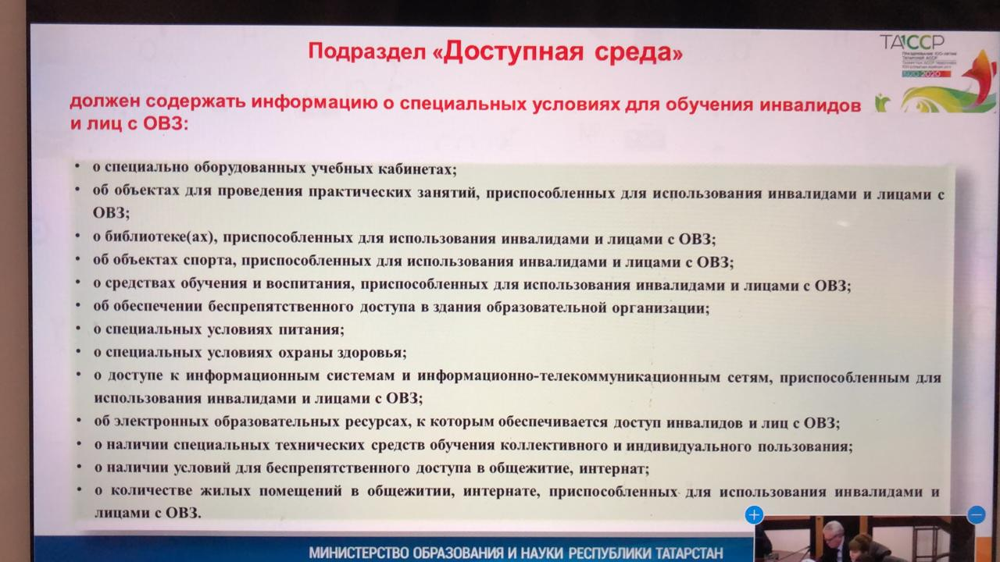 Подраздел «Доступная среда»
ТАССР
1920-2020
должен содержать информацию о специальных условиях для обучения инвалидов
и лиц с ОВЗ:
• о специально оборудованных учебных кабинетах;
• об объектах для проведения практических занятий, приспособленных для использования инвалидами и лицами с
ОВЗ;
• о библиотеке(ах), приспособленных для использования инвалидами и лицами с ОВЗ;
• об объектах спорта, приспособленных для использования инвалидами и лицами с ОВЗ;
• о средствах обучения и воспитания, приспособленных для использования инвалидами и лицами с ОВЗ;
• об обеспечении беспрепятственного доступа в здания образовательной организации;
• о специальных условиях питания;
• о специальных условиях охраны здоровья;
• о доступе к информационным системам и информационно-телекоммуникационным сетям, приспособленным для
использования инвалидами и лицами с ОВЗ;
• об электронных образовательных ресурсах, к которым обеспечивается доступ инвалидов и лиц с ОВЗ;
• о наличии специальных технических средств обучения коллективного и индивидуального пользования;
• о наличии условий для беспрепятственного доступа в общежитие, интернат;
• о количестве жилых помещений в общежитии, интернате, приспособленных для использования инвалидами и
лицами с ОВЗ.
МИНИСТЕРСТВО ОБРАЗОВАНИЯ И НАУКИ РЕСПУБЛИКИ ТАТАРСТАН